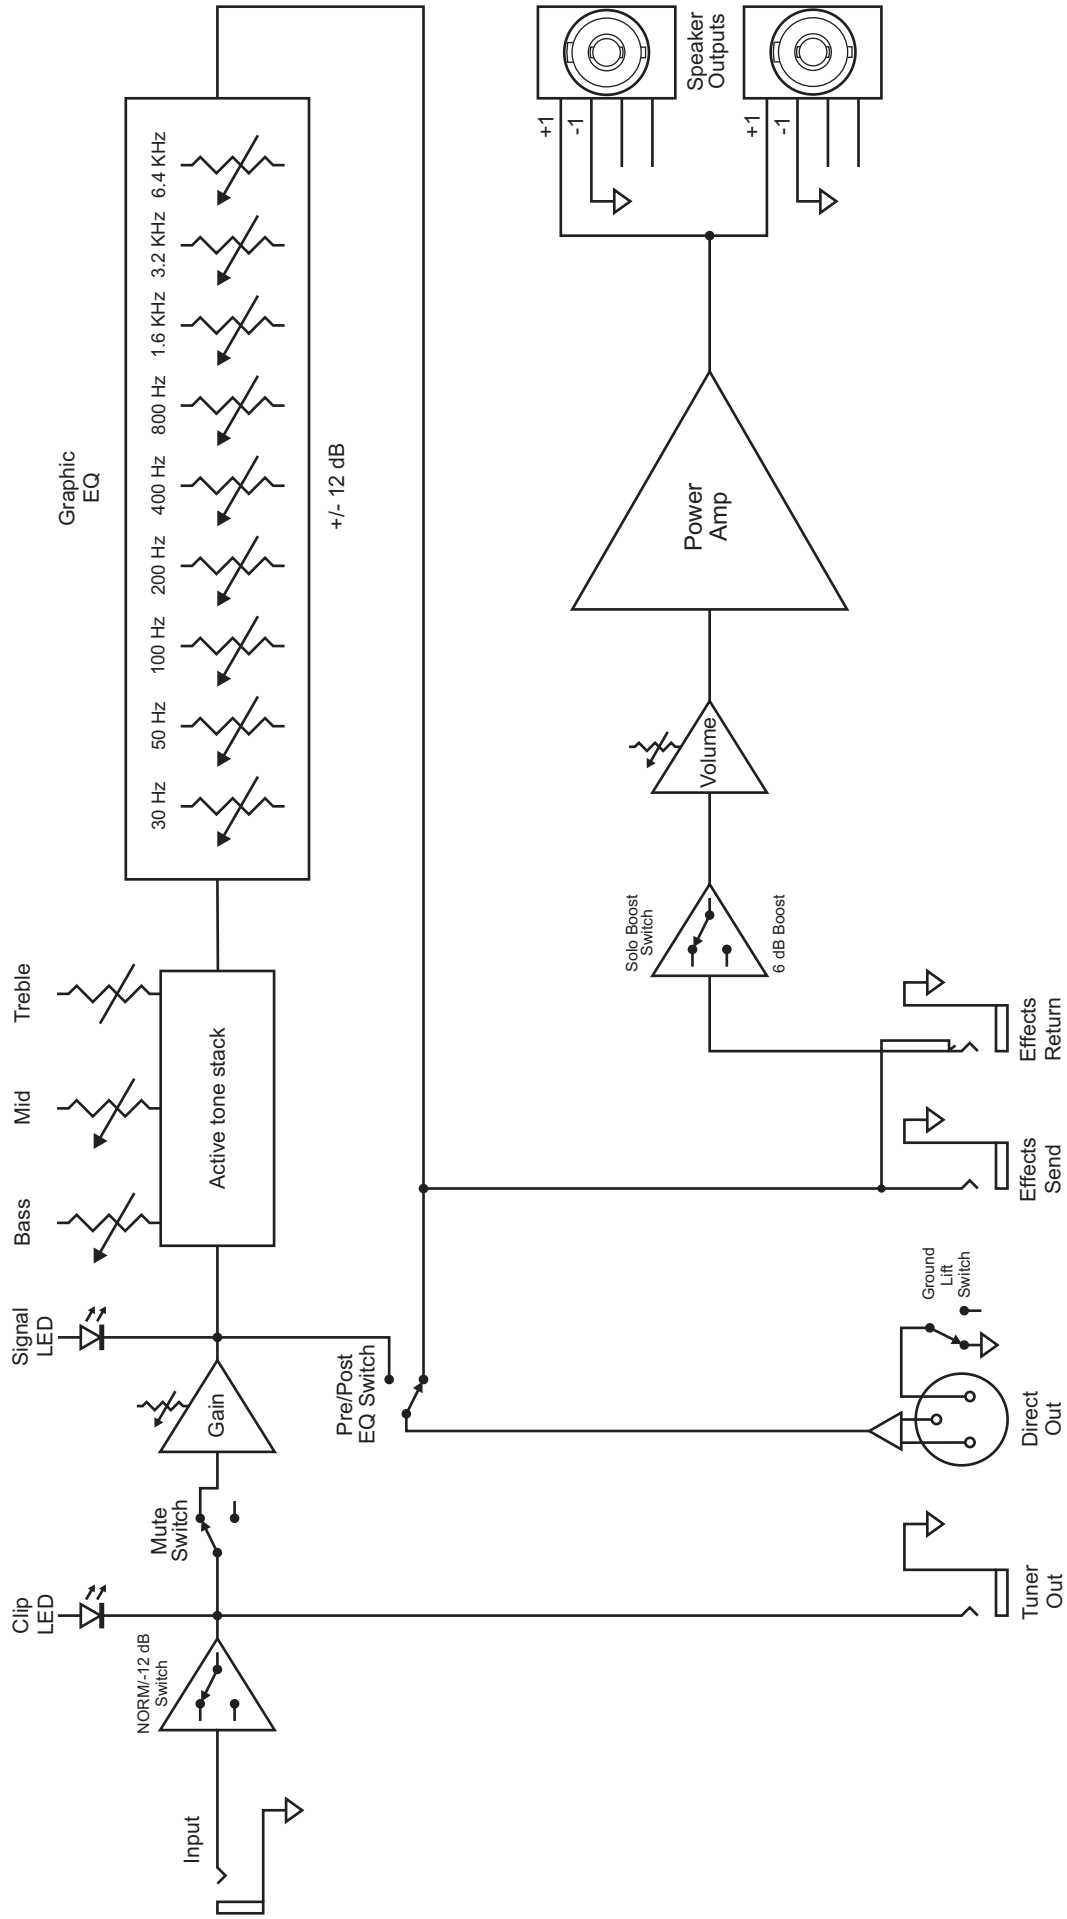 Input
NORM/-12 dB
Switch
Clip
LED
Mute
Switch
Gain
Signal
LED
Bass
Mid
Treble
Active tone stack
Graphic
EQ
30 Hz
50 Hz
100 Hz
200 Hz
400 Hz
800 Hz
1.6 KHz
3.2 KHz
6.4 KHz
+/- 12 dB
Pre/Post
EQ Switch
Solo Boost
Switch
6 dB Boost
Volume
Power
Amp
+1
-1
Speaker
Outputs
+1
-1
Tuner
Out
Direct
Out
Ground
Lift
Switch
Effects
Send
Effects
Return